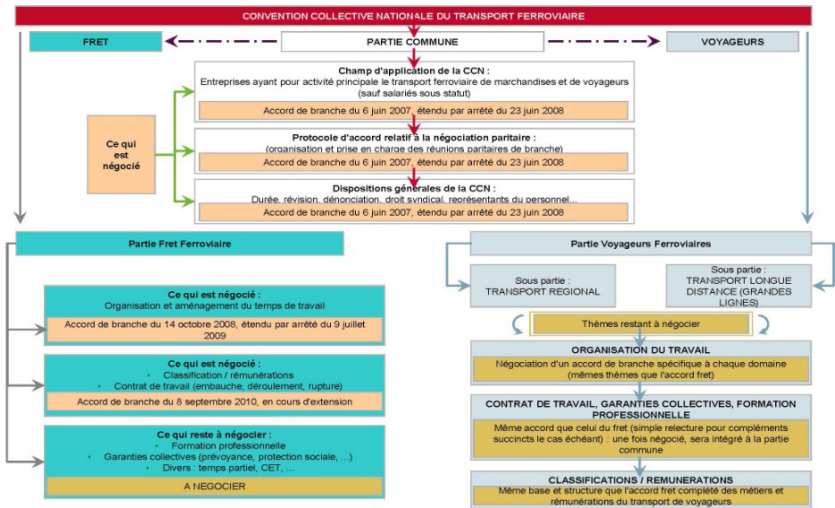 CONVENTION COLLECTIVE NATIONALE DU TRANSPORT FERROVIAIRE
FRET
PARTIE COMMUNE
VOYAGEURS
Champ d'application de la CCN :
Entreprises ayant pour activité principale le transport ferroviaire de marchandises et de voyageurs
(sauf salariés sous statut)
Accord de branche du 6 juin 2007, étendu par arrêté du 23 juin 2008
Ce qui
est
négocié
Protocole d'accord relatif à la négociation paritaire :
(organisation et prise en charge des réunions paritaires de branche)
Accord de branche du 6 juin 2007, étendu par arrêté du 23 juin 2008
Dispositions générales de la CCN :
Durée, révision, dénonciation, droit syndical, représentants du personnel...
Accord de branche du 6 juin 2007, étendu par arrêté du 23 juin 2008
Partie Fret Ferroviaire
Ce qui est négocié :
Organisation et aménagement du temps de travail
Accord de branche du 14 octobre 2008, étendu par arrêté du 9 juillet
2009
Ce qui est négocié :
• Classification / rémunérations
• Contrat de travail (embauche, déroulement, rupture)
Accord de branche du 8 septembre 2010, en cours d'extension
Ce qui reste à négocier :
• Formation professionnelle
• Garanties collectives (prévoyance, protection sociale, ...)
• Divers : temps partiel, CET, ...
A NEGOCIER
Partie Voyageurs Ferroviaires
Sous partie :
TRANSPORT REGIONAL
Sous partie :
TRANSPORT LONGUE
DISTANCE (GRANDES
LIGNES)
Thèmes restant à négocier
ORGANISATION DU TRAVAIL
Négociation d'un accord de branche spécifique à chaque domaine
(mêmes thèmes que l'accord fret)
CONTRAT DE TRAVAIL, GARANTIES COLLECTIVES, FORMATION
PROFESSIONNELLE
Même accord que celui du fret (simple relecture pour compléments
succincts le cas échéant) : une fois négocié, sera intégré à la partie
commune
CLASSIFICATIONS / REMUNERATIONS
Même base et structure que l'accord fret complété des métiers et
rémunérations du transport de voyageurs